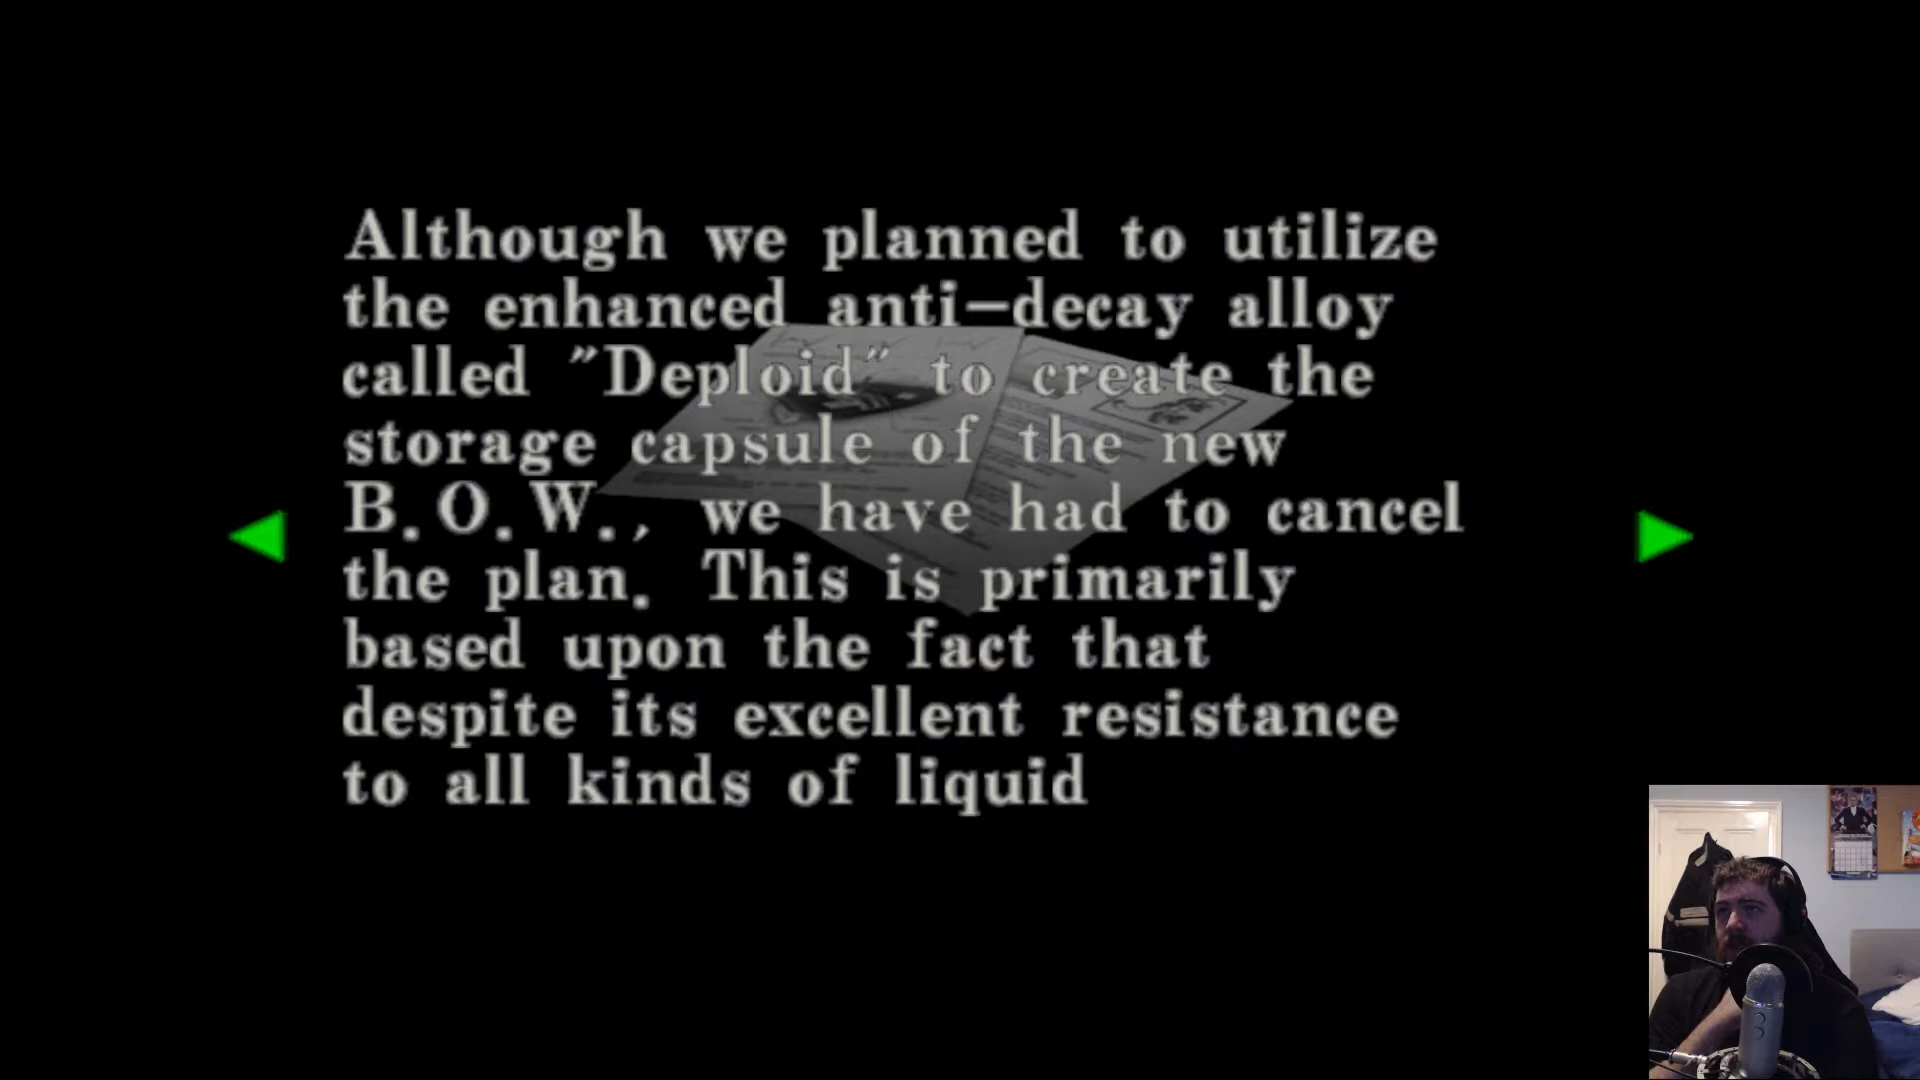 Although we planned to utilize
the enhanced anti-decay alloy
called "Deploid" to create the
storage capsule of the new
B.O.W., we have had to cancel
the plan. This is primarily
based upon the fact that
despite its excellent resistance
to all kinds of liquid